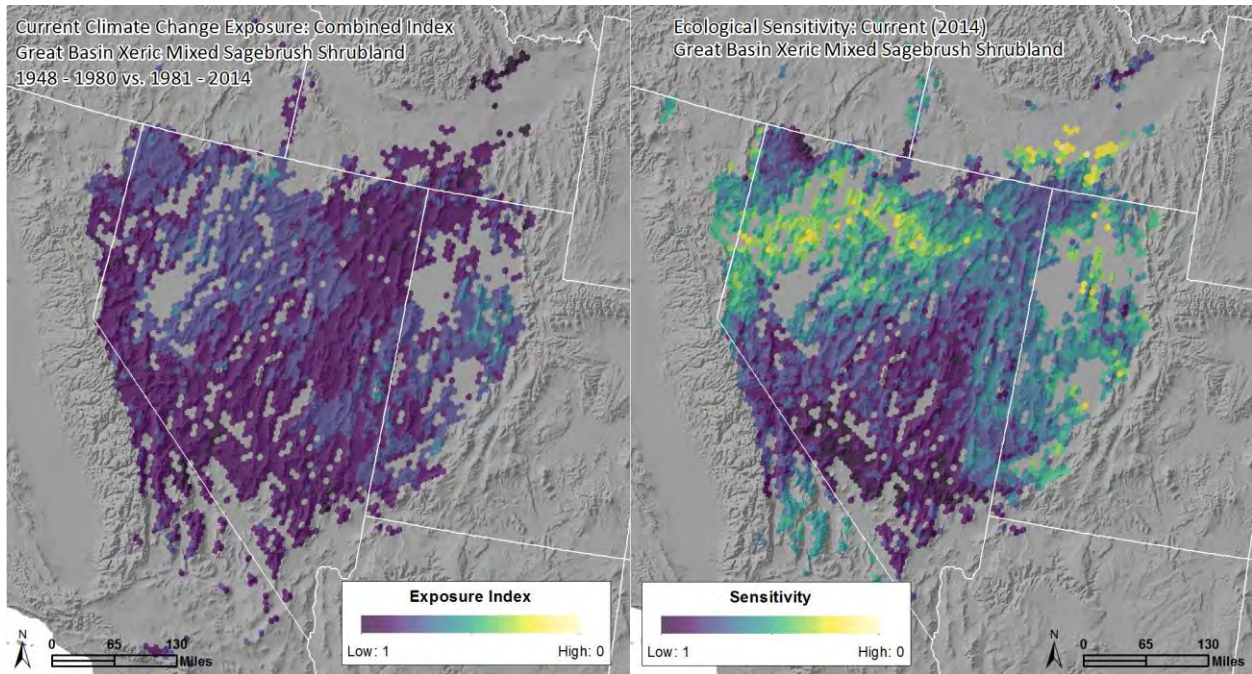 Current Climate Change Exposure: Combined Index
Great Basin Xeric Mixed Sagebrush Shrubland
1948 - 1980 vs. 1981 - 2014
Exposure Index
Low: 1 High: 0
N
0 65 130
Miles
Ecological Sensitivity: Current (2014)
Great Basin Xeric Mixed Sagebrush Shrubland
Sensitivity
Low: 1 High: 0
N
0 65 130
Miles